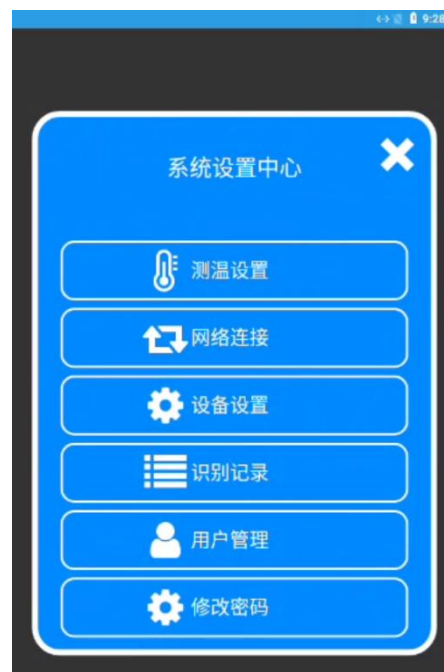 9:28
系统设置中心
测温设置
网络连接
设备设置
识别记录
用户管理
修改密码